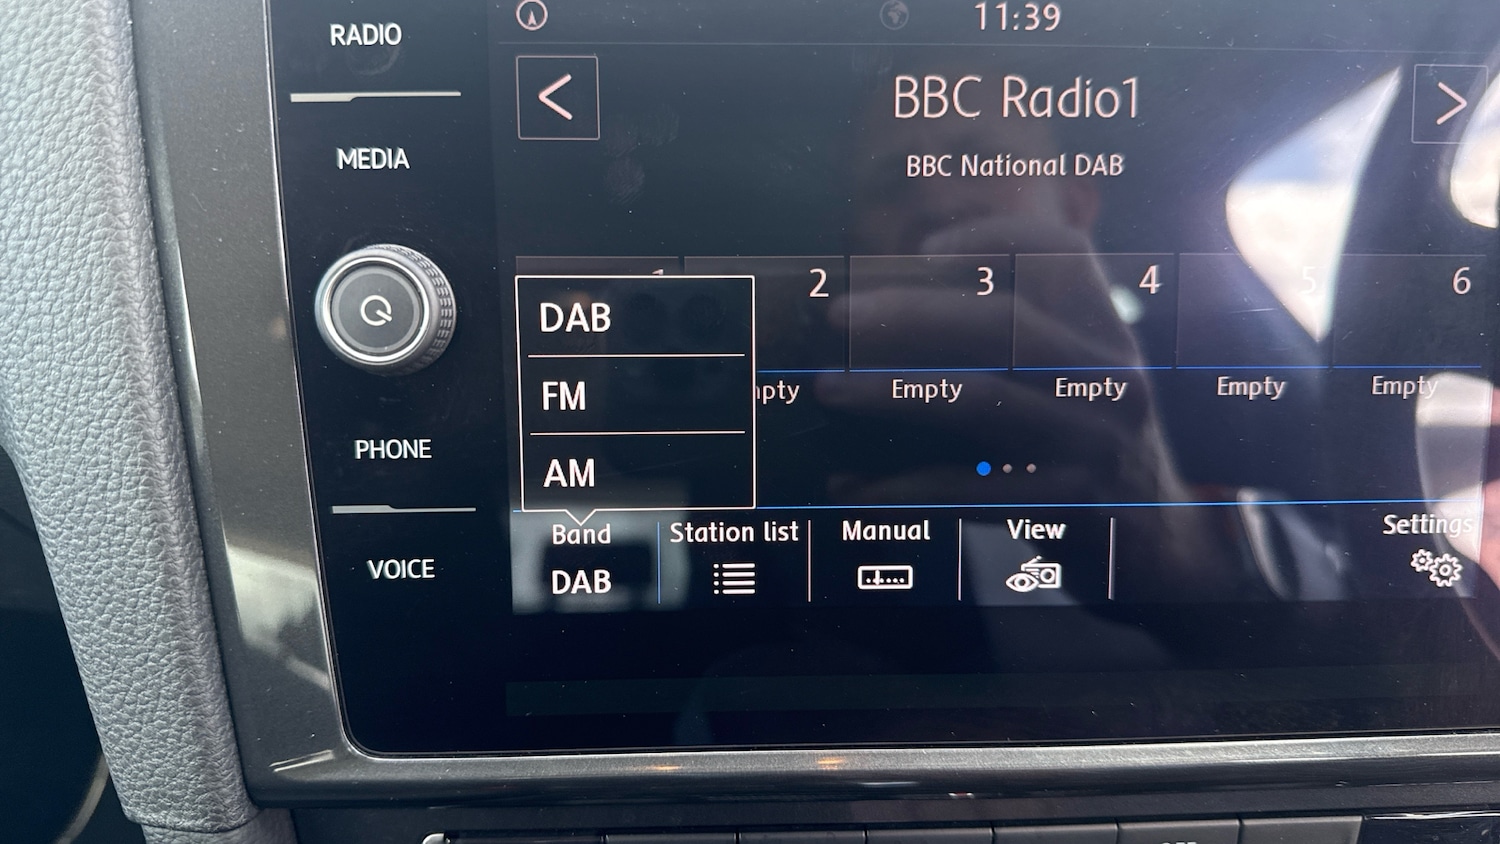 RADIO
MEDIA
PHONE
VOICE
11:39
<
BBC Radio1
>
BBC National DAB
2
3
4
5
6
DAB
FM
AM
Empty
Empty
Empty
Empty
Band
Station list
Manual
View
Settings
DAB